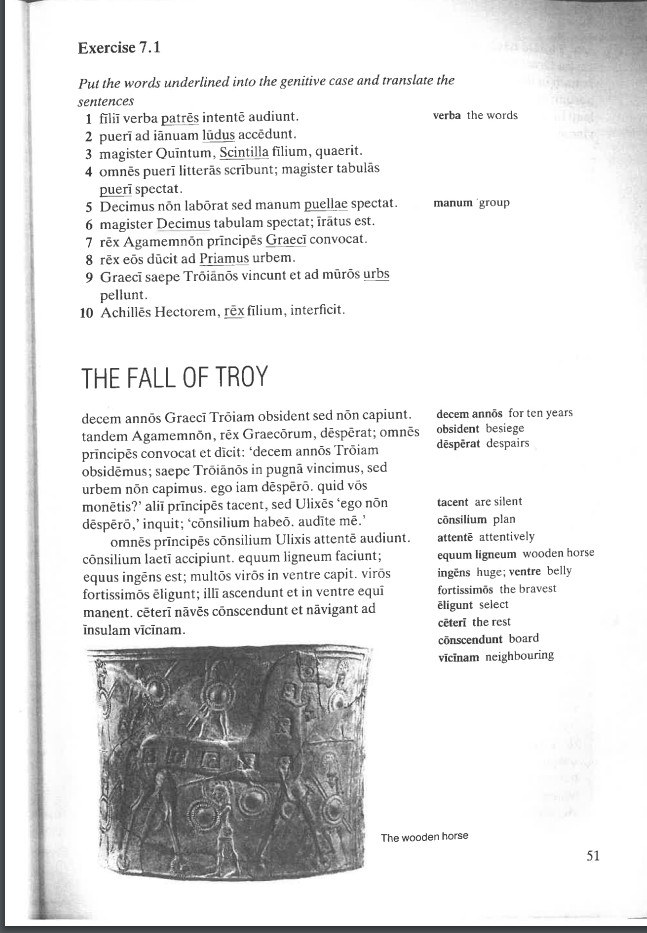 Exercise 7.1
Put the words underlined into the genitive case and translate the
sentences
1 fīliī verba patrēs intentē audiunt.
verba the words
2 puerī ad iānuam lūdus accēdunt.
3 magister Quīntum, Scintilla fīlium, quaerit.
4 omnēs puerī litterās scrībunt; magister tabulās
puerī spectat.
5 Decimus nōn labōrat sed manum puellae spectat.
manum group
6 magister Decimus tabulam spectat; īrātus est.
7 rēx Agamemnōn prīncipēs Graecī convocat.
8 rēx eōs dūcit ad Priamus urbem.
9 Graecī saepe Trōiānōs vincunt et ad mūrōs urbs
pellunt.
10 Achillēs Hectorem, rēx fīlium, interficit.
THE FALL OF TROY
decem annōs Graecī Trōiam obsident sed nōn capiunt.
tandem Agamemnōn, rēx Graecōrum, dēspērat; omnēs
prīncipēs convocat et dīcit: 'decem annōs Trōiam
obsidēmus; saepe Trōiānōs in pugnā vincimus, sed
urbem nōn capimus. ego iam dēspērō. quid vōs
monētis?' aliī prīncipēs tacent, sed Ulixēs 'ego nōn
dēspērō,' inquit; 'cōnsilium habeō. audīte mē.'
omnēs prīncipēs cōnsilium Ulixis attentē audiunt.
cōnsilium laetī accipiunt. equum ligneum faciunt;
equus ingēns est; multōs virōs in ventre capit. virōs
fortissimōs ēligunt; illī ascendunt et in ventre equī
manent. cēterī nāvēs cōnscendunt et nāvigant ad
īnsulam vīcīnam.
decem annōs for ten years
obsident besiege
dēspērat despairs
tacent are silent
cōnsilium plan
attentē attentively
equum ligneum wooden horse
ingēns huge; ventre belly
fortissimōs the bravest
ēligunt select
cēterī the rest
cōnscendunt board
vīcīnam neighbouring
The wooden horse
51